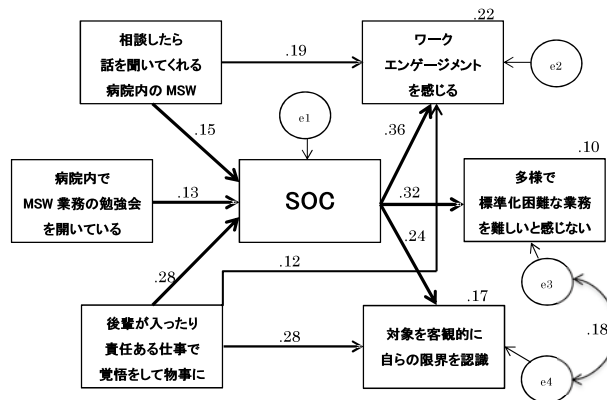 相談したら
話を聞いてくれる
病院内の MSW
.19
.22
ワーク
エンゲージメント
を感じる
e2
.15
e1
.36
病院内で
MSW 業務の勉強会
を開いている
.13
SOC
.32
.10
多様で
標準化困難な業務
を難しいと感じない
.28
.24
.12
e3
.18
後輩が入ったり
責任ある仕事で
覚悟をして物事に
.28
.17
対象を客観的に
自らの限界を認識
e4